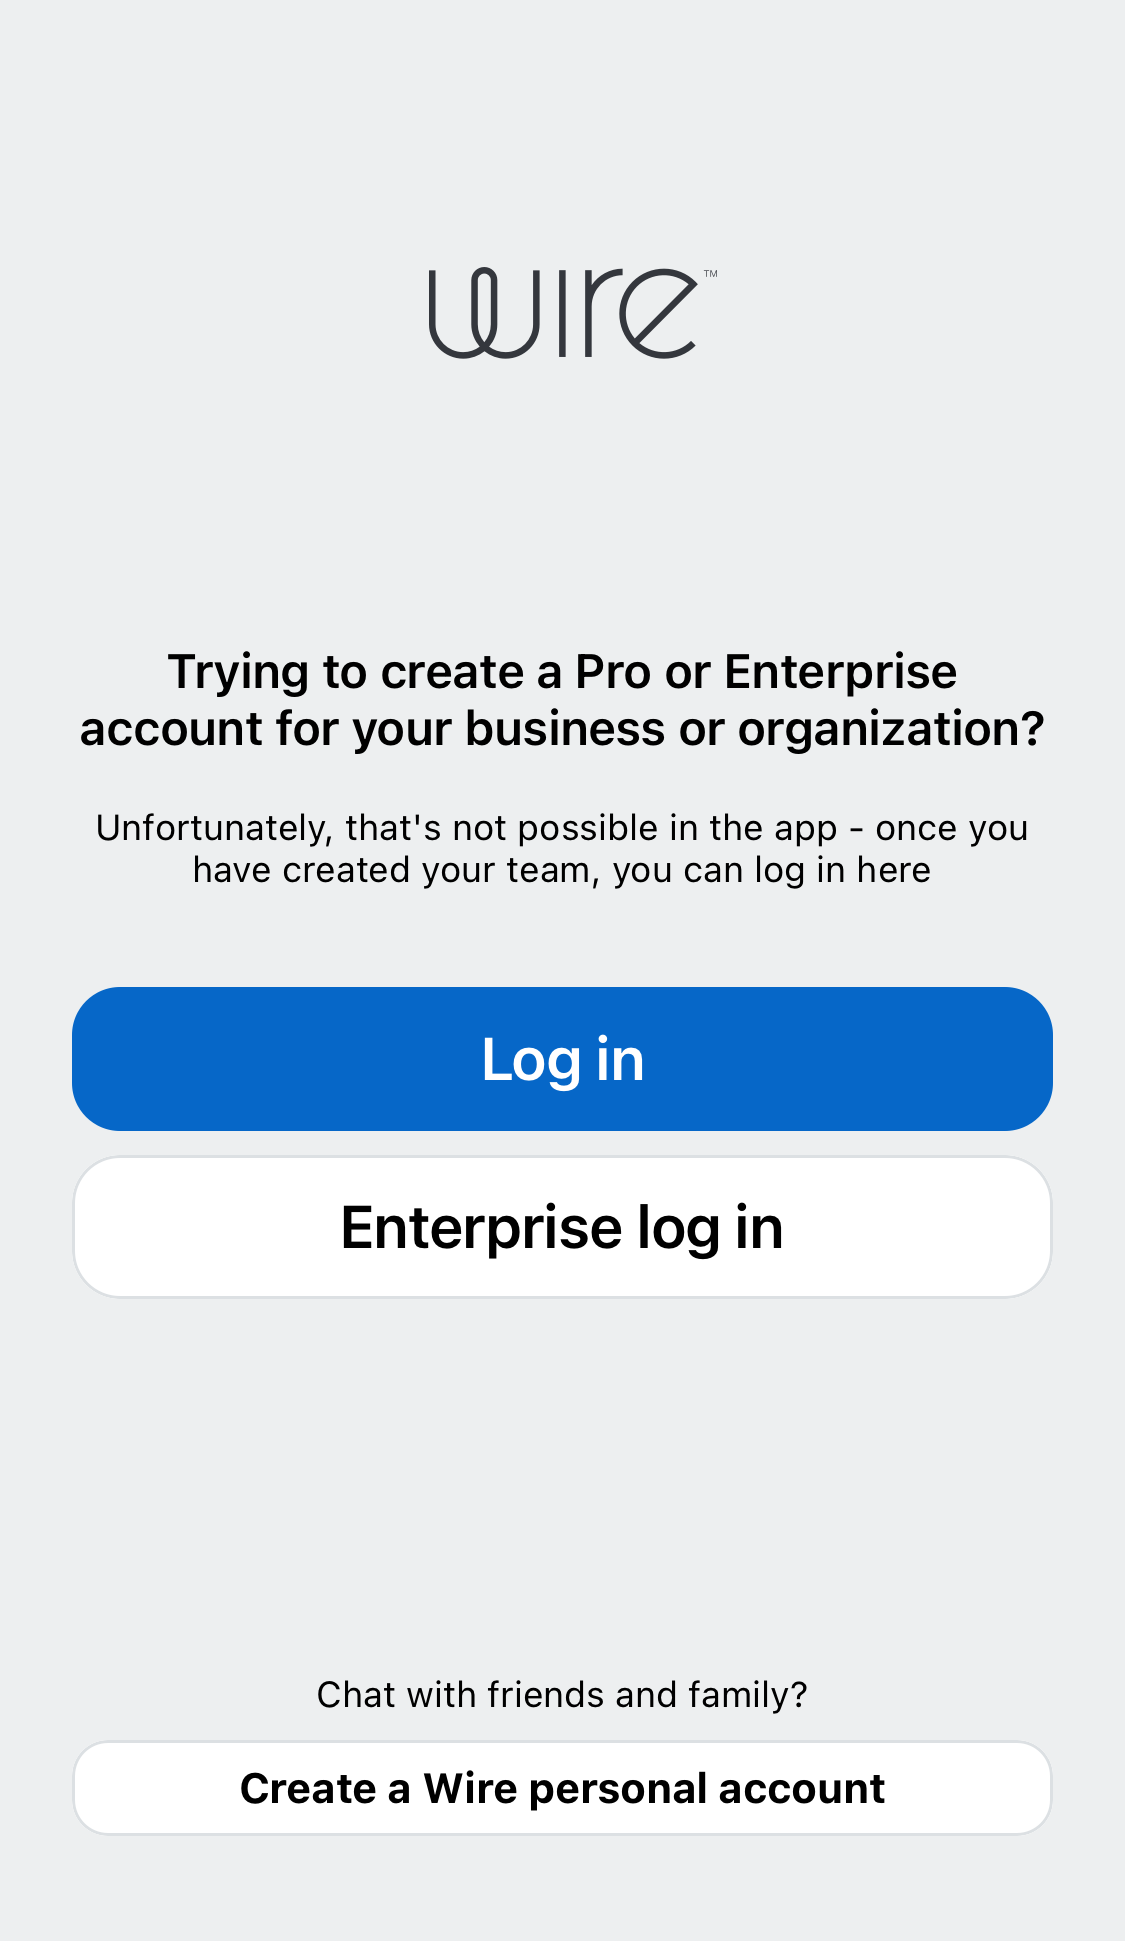 wire™
Trying to create a Pro or Enterprise
account for your business or organization?
Unfortunately, that's not possible in the app - once you
have created your team, you can log in here
Log in
Enterprise log in
Chat with friends and family?
Create a Wire personal account